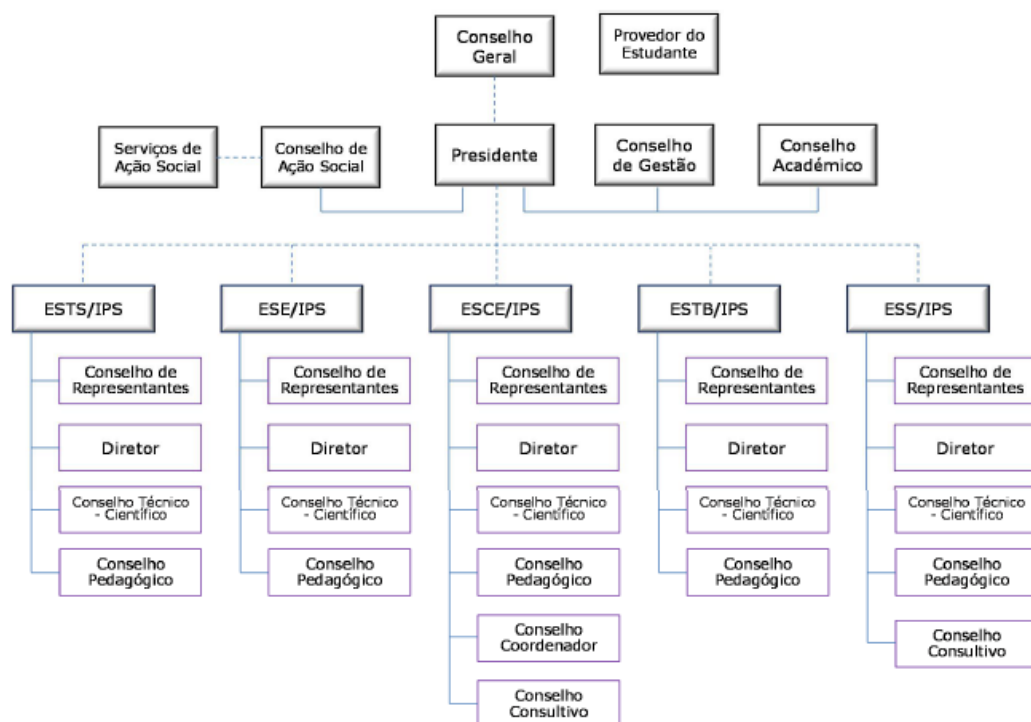 Conselho
Geral
Provedor do
Estudante
Serviços de
Ação Social
Conselho de
Ação Social
Presidente
Conselho
de Gestão
Conselho
Académico
ESTS/IPS
ESE/IPS
ESCE/IPS
ESTB/IPS
ESS/IPS
Conselho de
Representantes
Conselho de
Representantes
Conselho de
Representantes
Conselho de
Representantes
Conselho de
Representantes
Diretor
Diretor
Diretor
Diretor
Diretor
Conselho Técnico
- Científico
Conselho Técnico
- Científico
Conselho Técnico
- Científico
Conselho Técnico
- Científico
Conselho Técnico
- Científico
Conselho
Pedagógico
Conselho
Pedagógico
Conselho
Pedagógico
Conselho
Pedagógico
Conselho
Pedagógico
Conselho
Coordenador
Conselho
Consultivo
Conselho
Consultivo